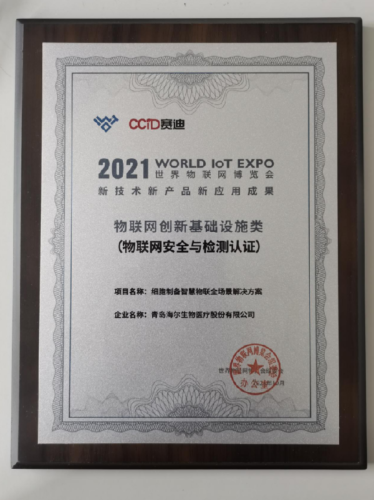 CCID赛迪
2021 WORLD IoT EXPO
世界物联网博览会
新技术新产品新应用成果
物联网创新基础设施类
(物联网安全与检测认证)
项目名称：细胞制备智慧物联全场景解决方案
企业名称：青岛海尔生物医疗股份有限公司